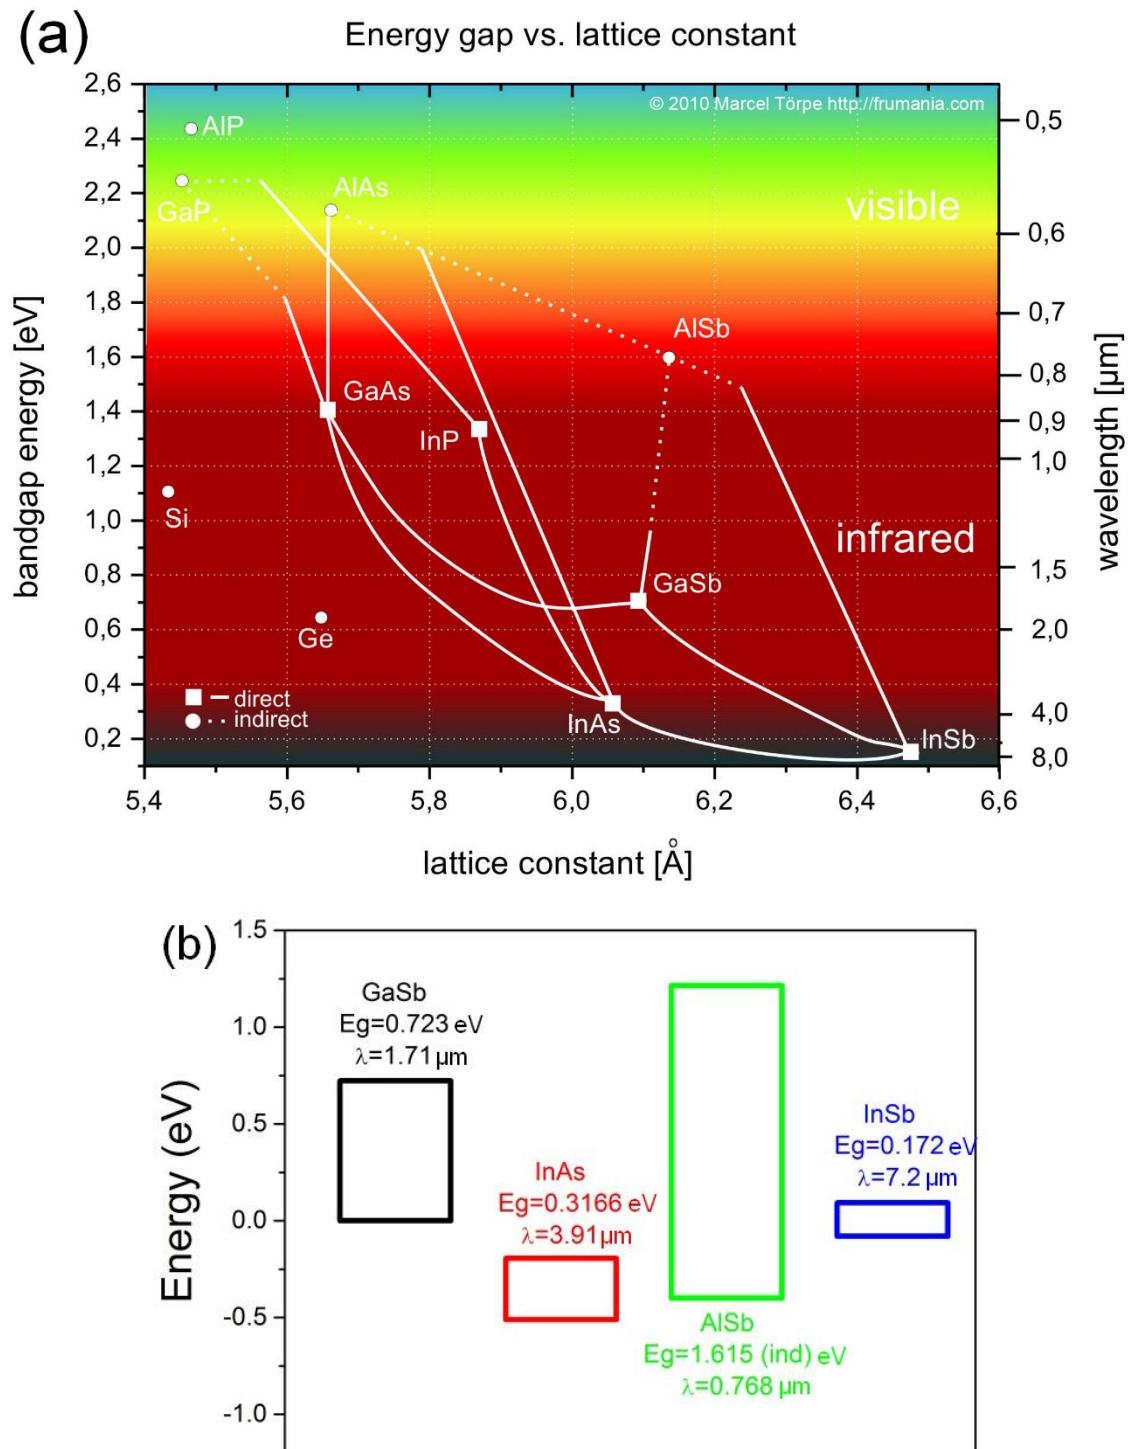 (a)
Energy gap vs. lattice constant
© 2010 Marcel Törpe http://frumania.com
2,6
2,4
2,2
2,0
1,8
1,6
1,4
1,2
1,0
0,8
0,6
0,4
0,2
bandgap energy [eV]
AlP
GaP
AlAs
visible
AlSb
GaAs
InP
Si
infrared
GaSb
Ge
direct
indirect
InAs
InSb
0,5
0,6
0,7
0,8
0,9
1,0
1,5
2,0
4,0
8,0
wavelength [µm]
5,4 5,6 5,8 6,0 6,2 6,4 6,6
lattice constant [Å]
(b)
1.5
1.0
0.5
0.0
-0.5
-1.0
Energy (eV)
GaSb
Eg=0.723 eV
λ=1.71 µm
InAs
Eg=0.3166 eV
λ=3.91 µm
AlSb
Eg=1.615 (ind) eV
λ=0.768 µm
InSb
Eg=0.172 eV
λ=7.2 µm